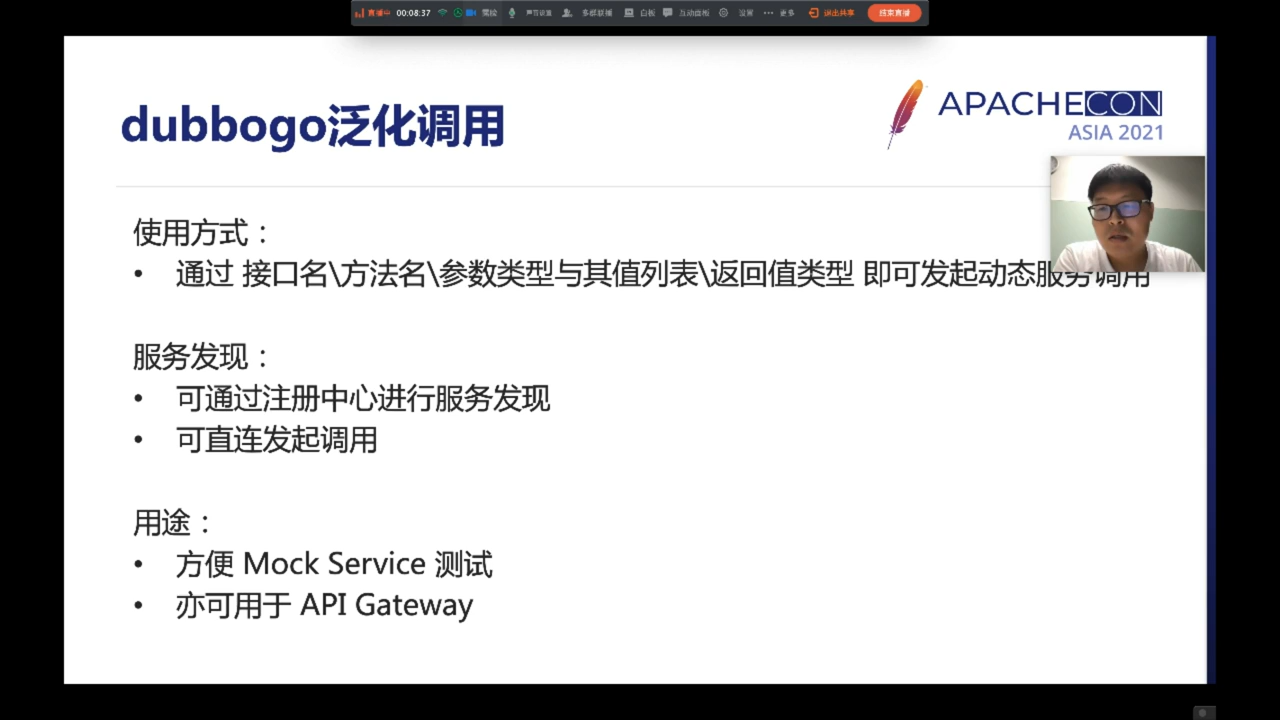 直播中 00:08:37 美颜 声音设置 多群联播 白板 互动面板 设置 更多 退出共享 结束直播
dubbogo泛化调用
APACHECON
ASIA 2021
使用方式：
• 通过 接口名\方法名\参数类型与其值列表\返回值类型 即可发起动态服务调用
服务发现：
• 可通过注册中心进行服务发现
• 可直连发起调用
用途：
• 方便 Mock Service 测试
• 亦可用于 API Gateway